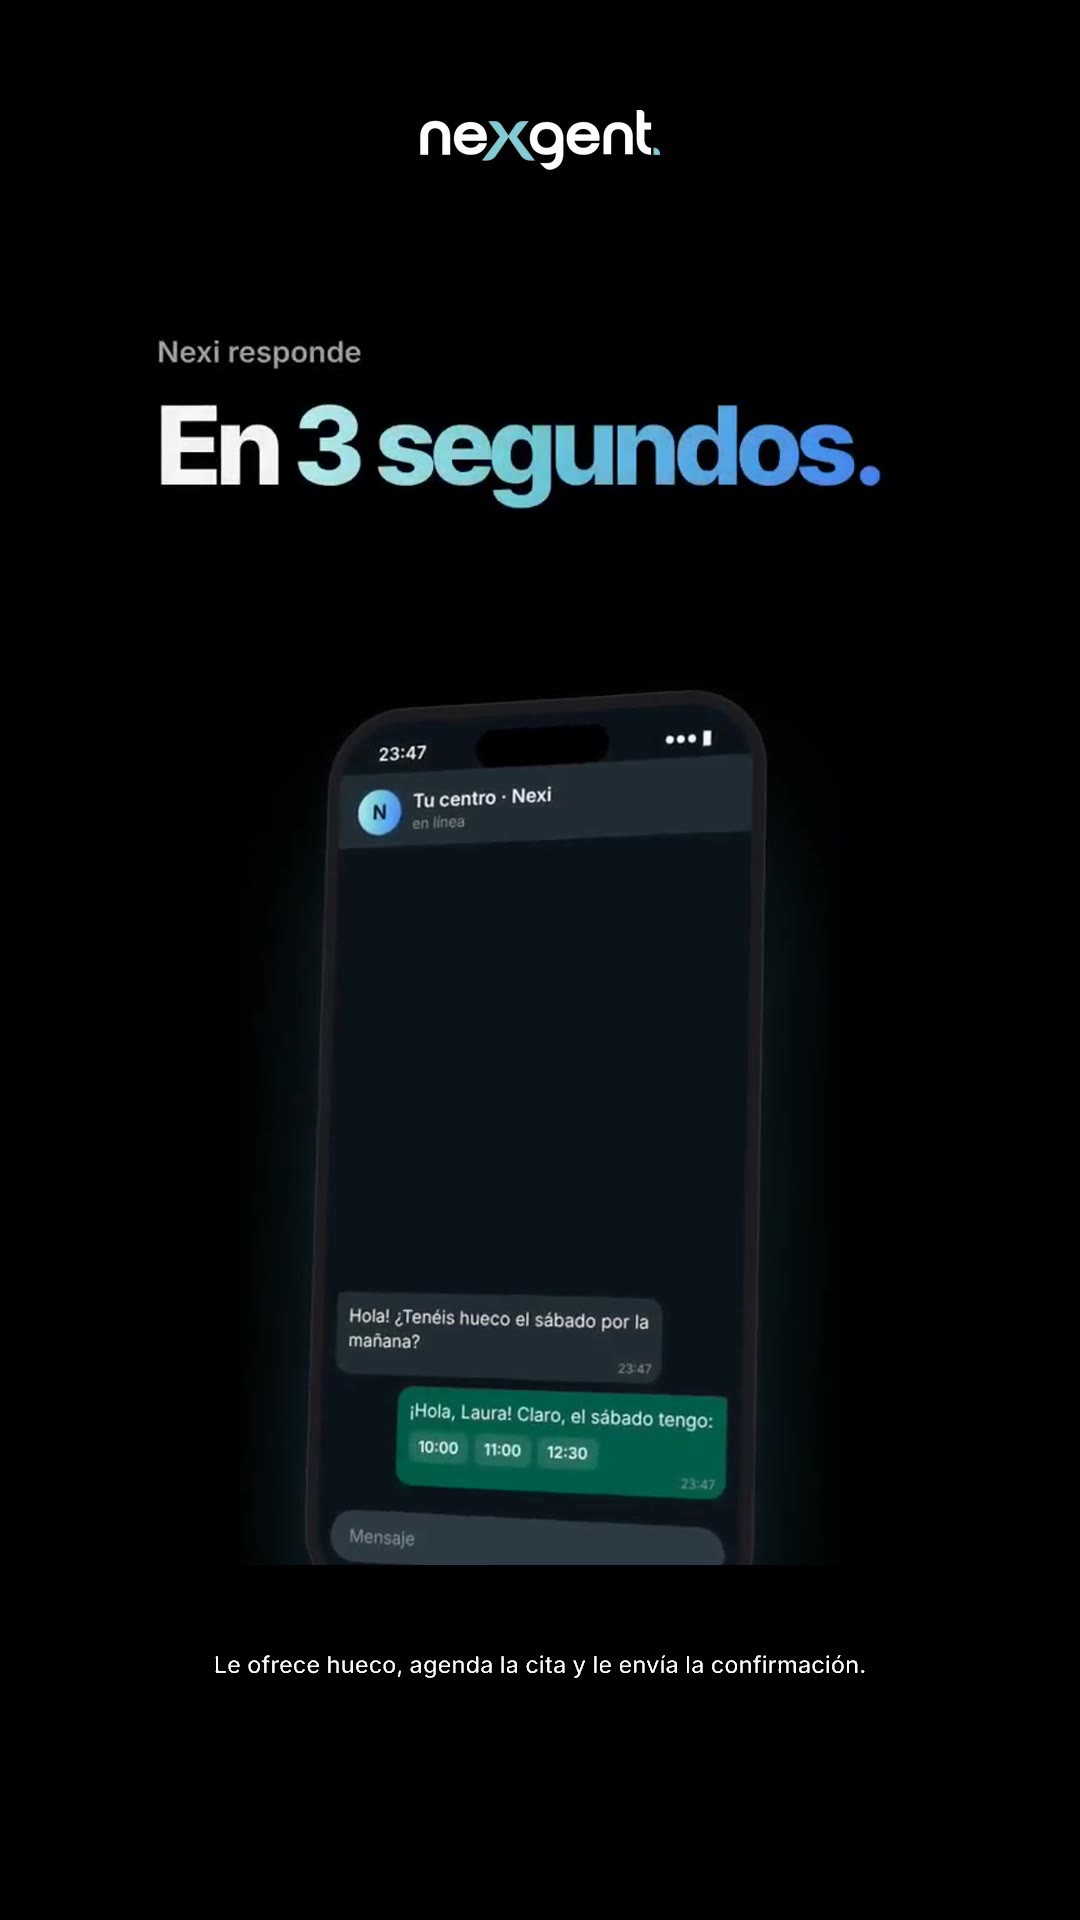 nexgent.
Nexi responde
En 3 segundos.
23:47
N
Tu centro · Nexi
en línea
Hola! ¿Tenéis hueco el sábado por la
mañana?
23:47
¡Hola, Laura! Claro, el sábado tengo:
10:00 11:00 12:30
23:47
Mensaje
Le ofrece hueco, agenda la cita y le envía la confirmación.